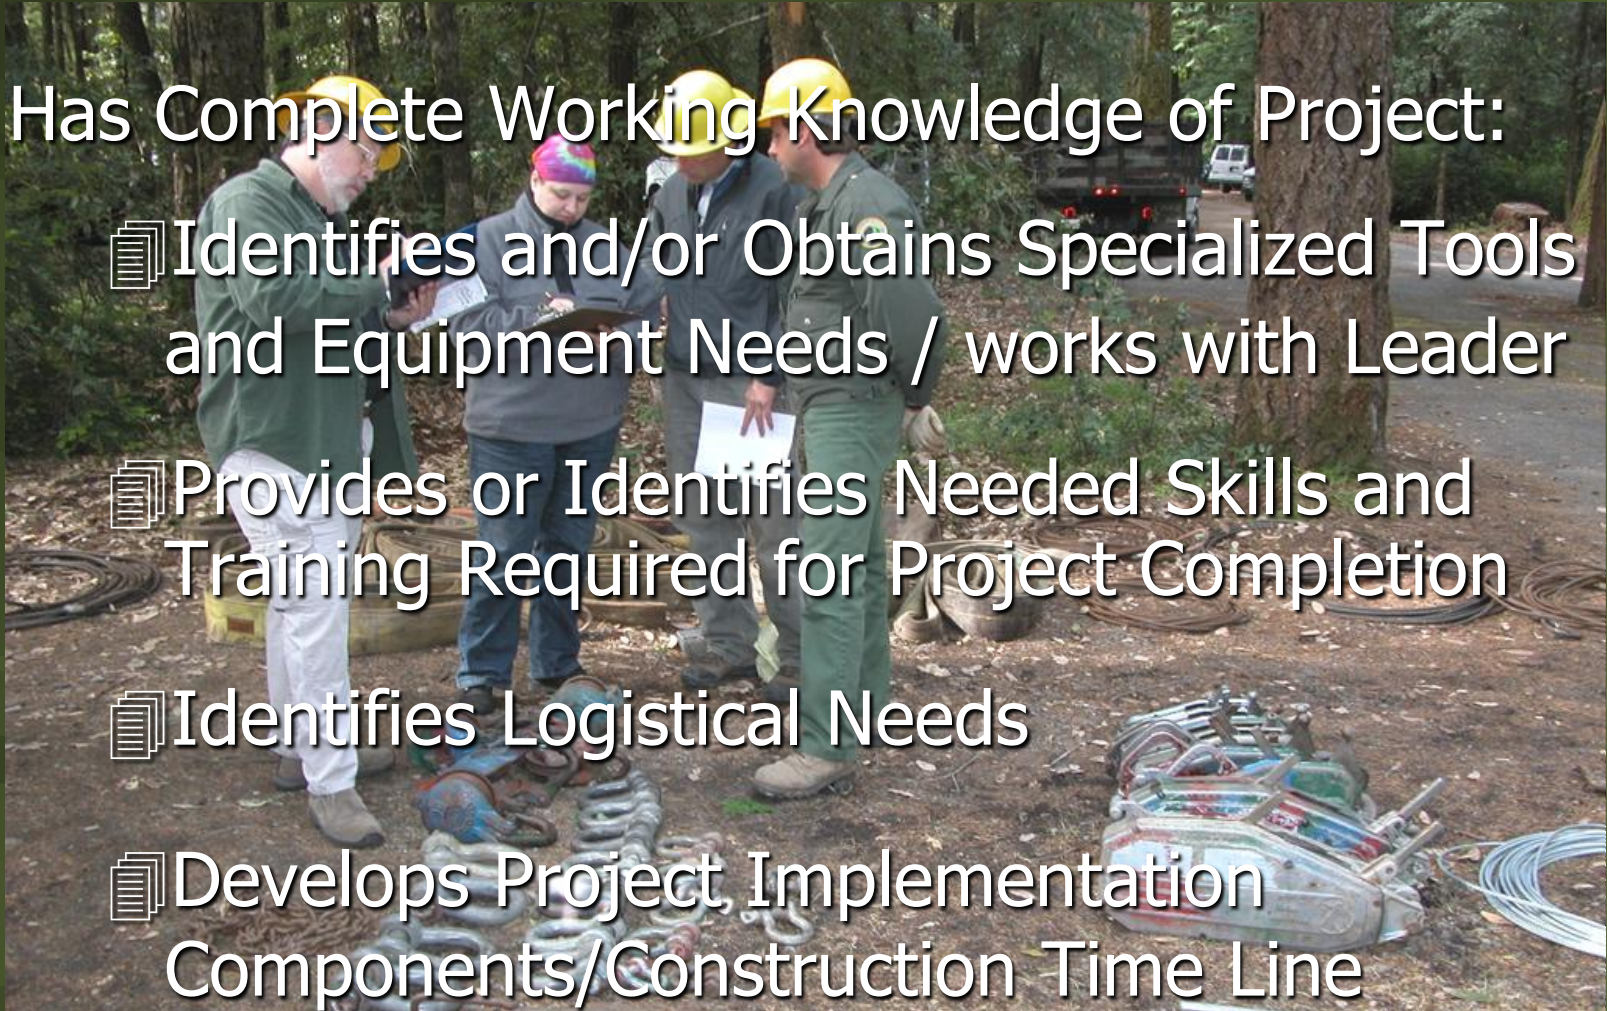 Has Complete Working Knowledge of Project:
Identifies and/or Obtains Specialized Tools
and Equipment Needs / works with Leader
Provides or Identifies Needed Skills and
Training Required for Project Completion
Identifies Logistical Needs
Develops Project Implementation
Components/Construction Time Line